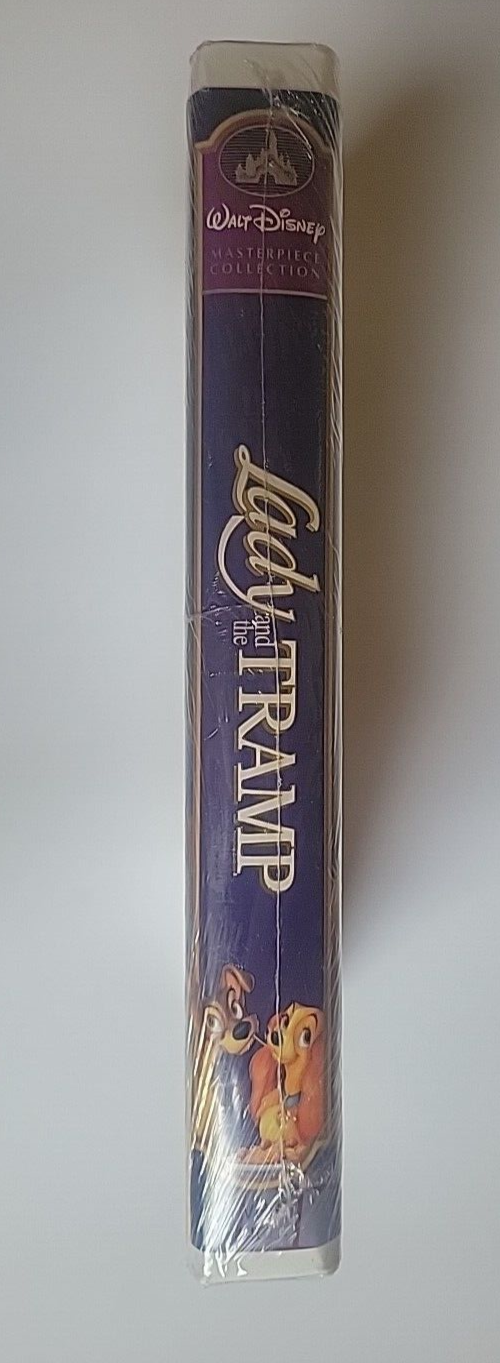 WALT DISNEY
MASTERPIECE
COLLECTION
Lady
and
the
TRAMP